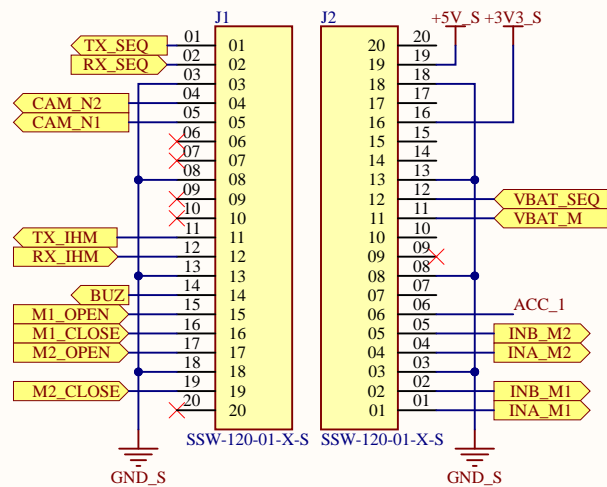 J1 J2 +5V_S +3V3_S
TX_SEQ 01 01 20 20
RX_SEQ 02 02 19 19
03 03 18 18
CAM_N2 04 04 17 17
CAM_N1 05 05 16 16
06 06 15 15
07 07 14 14
08 08 13 13
09 09 12 12 VBAT_SEQ
10 10 11 11 VBAT_M
TX_IHM 11 11 10 10
RX_IHM 12 12 09 09
13 13 08 08
BUZ 14 14 07 07
M1_OPEN 15 15 06 06 ACC_1
M1_CLOSE 16 16 05 05 INB_M2
M2_OPEN 17 17 04 04 INA_M2
18 18 03 03
M2_CLOSE 19 19 02 02 INB_M1
20 20 01 01 INA_M1
SSW-120-01-X-S SSW-120-01-X-S
GND_S GND_S